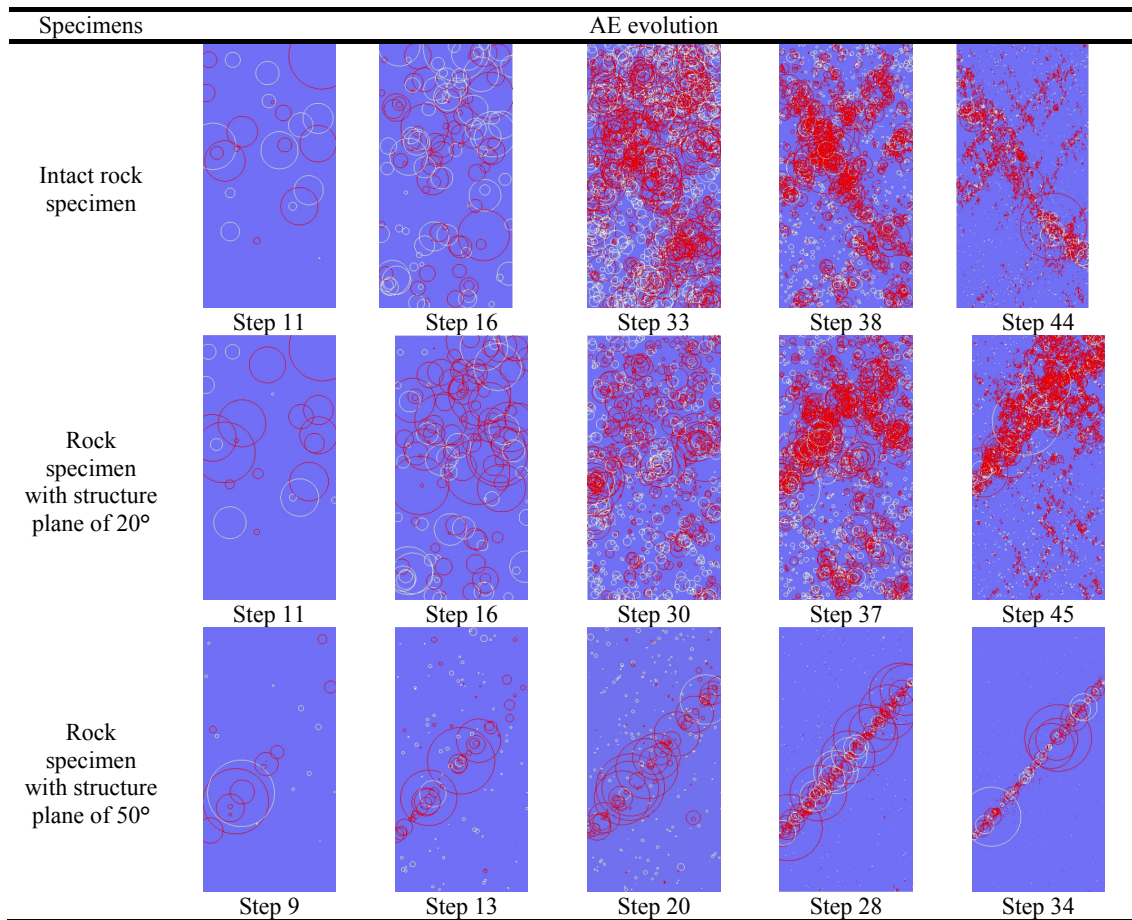 Specimens AE evolution
Intact rock
specimen
Step 11 Step 16 Step 33 Step 38 Step 44
Rock
specimen
with structure
plane of 20°
Step 11 Step 16 Step 30 Step 37 Step 45
Rock
specimen
with structure
plane of 50°
Step 9 Step 13 Step 20 Step 28 Step 34